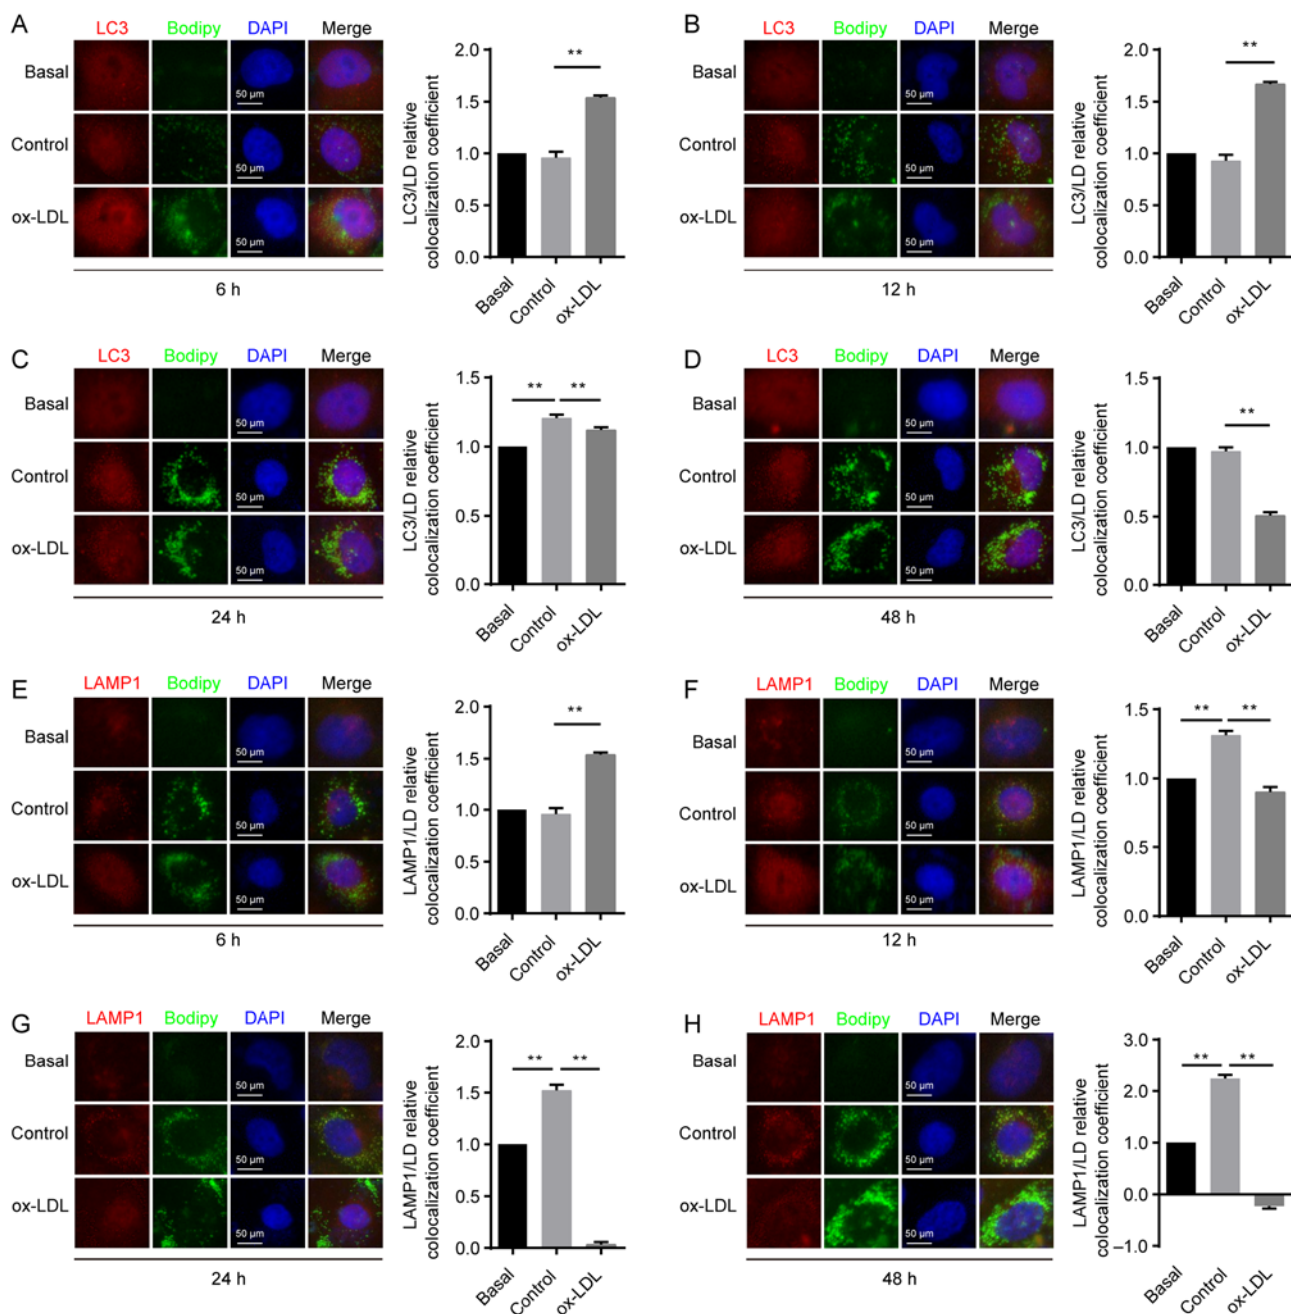 A
LC3 Bodipy DAPI Merge
Basal
Control
ox-LDL
50 µm
50 µm
50 µm
6 h
LC3/LD relative
colocalization coefficient
2.0
1.5
1.0
0.5
0.0
**
Basal
Control
ox-LDL
B
LC3 Bodipy DAPI Merge
Basal
Control
ox-LDL
50 µm
50 µm
50 µm
12 h
LC3/LD relative
colocalization coefficient
2.0
1.5
1.0
0.5
0.0
**
Basal
Control
ox-LDL
C
LC3 Bodipy DAPI Merge
Basal
Control
ox-LDL
50 µm
50 µm
50 µm
24 h
LC3/LD relative
colocalization coefficient
1.5
1.0
0.5
0.0
** **
Basal
Control
ox-LDL
D
LC3 Bodipy DAPI Merge
Basal
Control
ox-LDL
50 µm
50 µm
50 µm
48 h
LC3/LD relative
colocalization coefficient
1.5
1.0
0.5
0.0
**
Basal
Control
ox-LDL
E
LAMP1 Bodipy DAPI Merge
Basal
Control
ox-LDL
50 µm
50 µm
50 µm
6 h
LAMP1/LD relative
colocalization coefficient
2.0
1.5
1.0
0.5
0.0
**
Basal
Control
ox-LDL
F
LAMP1 Bodipy DAPI Merge
Basal
Control
ox-LDL
50 µm
50 µm
50 µm
12 h
LAMP1/LD relative
colocalization coefficient
1.5
1.0
0.5
0.0
** **
Basal
Control
ox-LDL
G
LAMP1 Bodipy DAPI Merge
Basal
Control
ox-LDL
50 µm
50 µm
50 µm
24 h
LAMP1/LD relative
colocalization coefficient
2.0
1.5
1.0
0.5
0.0
** **
Basal
Control
ox-LDL
H
LAMP1 Bodipy DAPI Merge
Basal
Control
ox-LDL
50 µm
50 µm
50 µm
48 h
LAMP1/LD relative
colocalization coefficient
3.0
2.0
1.0
0.0
–1.0
** **
Basal
Control
ox-LDL